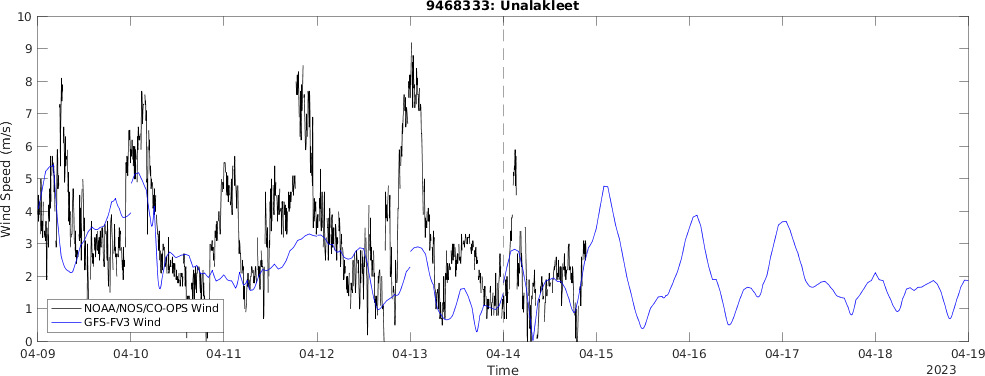 9468333: Unalakleet
10
9
8
7
6
5
4
3
2
1
0
Wind Speed (m/s)
NOAA/NOS/CO-OPS Wind
GFS-FV3 Wind
04-09 04-10 04-11 04-12 04-13 04-14 04-15 04-16 04-17 04-18 04-19
Time
2023